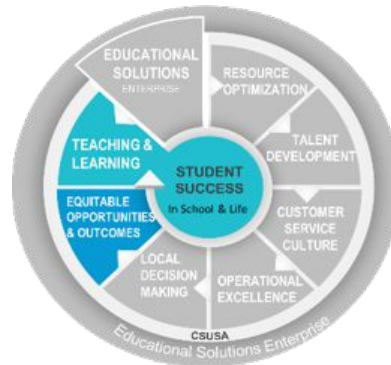 EDUCATIONAL
SOLUTIONS
ENTERPRISE
RESOURCE
OPTIMIZATION
TALENT
DEVELOPMENT
CUSTOMER
SERVICE
CULTURE
OPERATIONAL
EXCELLENCE
LOCAL
DECISION
MAKING
EQUITABLE
OPPORTUNITIES
& OUTCOMES
TEACHING &
LEARNING
STUDENT
SUCCESS
In School & Life
CSUSA
Educational Solutions Enterprise